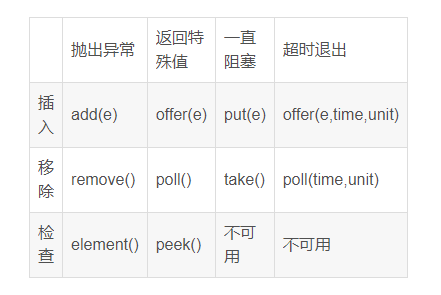 抛出异常 返回特殊值 一直阻塞 超时退出
插入 add(e) offer(e) put(e) offer(e,time,unit)
移除 remove() poll() take() poll(time,unit)
检查 element() peek() 不可用 不可用